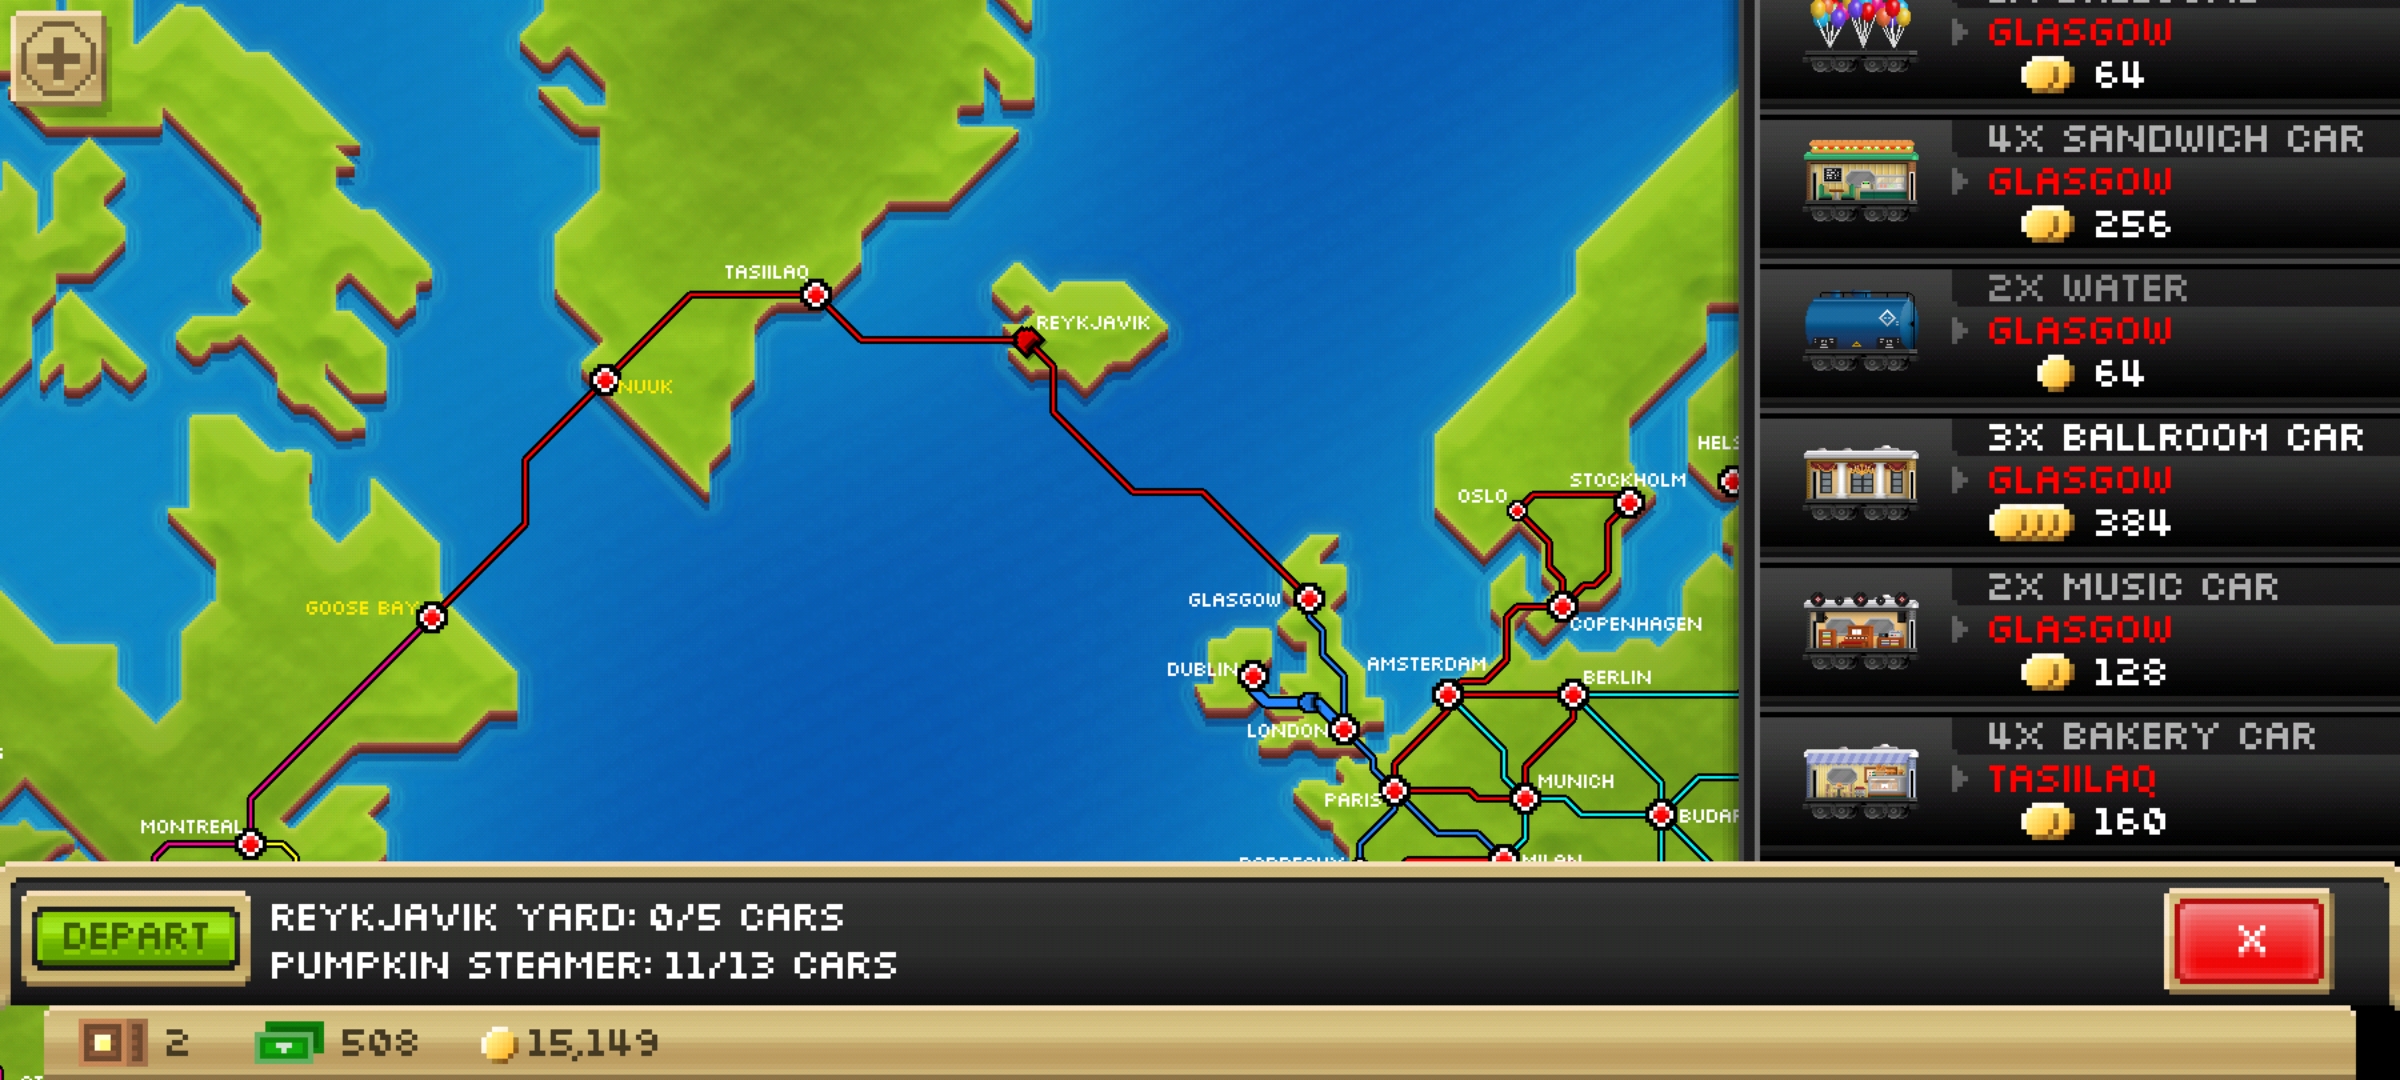 GLASGOW
64
4X SANDWICH CAR
GLASGOW
256
2X WATER
GLASGOW
64
3X BALLROOM CAR
GLASGOW
384
2X MUSIC CAR
GLASGOW
128
4X BAKERY CAR
TASIILAQ
160
TASIILAQ
REYKJAVIK
NUUK
HELS
STOCKHOLM
OSLO
GLASGOW
GOOSE BAY
COPENHAGEN
AMSTERDAM
DUBLIN
BERLIN
LONDON
MUNICH
PARIS
BUDAP
MONTREAL
BORDEAUX
MILAN
DEPART
REYKJAVIK YARD: 0/5 CARS
PUMPKIN STEAMER: 11/13 CARS
X
2
508
15,149